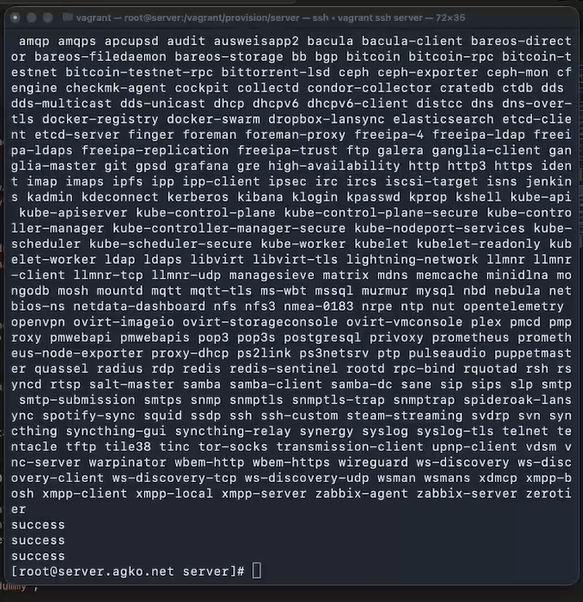 vagrant — root@server:/vagrant/provision/server — ssh • vagrant ssh server — 72×35
amqp amqps apcupsd audit ausweisapp2 bacula bacula-client bareos-direct
or bareos-filedaemon bareos-storage bb bgp bitcoin bitcoin-rpc bitcoin-t
estnet bitcoin-testnet-rpc bittorrent-lsd ceph ceph-exporter ceph-mon cf
engine checkmk-agent cockpit collectd condor-collector cratedb ctdb dds
dds-multicast dds-unicast dhcp dhcpv6 dhcpv6-client distcc dns dns-over-
tls docker-registry docker-swarm dropbox-lansync elasticsearch etcd-clie
nt etcd-server finger foreman foreman-proxy freeipa-4 freeipa-ldap freei
pa-ldaps freeipa-replication freeipa-trust ftp galera ganglia-client gan
glia-master git gpsd grafana gre high-availability http http3 https iden
t imap imaps ipfs ipp ipp-client ipsec irc ircs iscsi-target isns jenkin
s kadmin kdeconnect kerberos kibana klogin kpasswd kprop kshell kube-api
kube-apiserver kube-control-plane kube-control-plane-secure kube-contro
ller-manager kube-controller-manager-secure kube-nodeport-services kube-
scheduler kube-scheduler-secure kube-worker kubelet kubelet-readonly kub
elet-worker ldap ldaps libvirt libvirt-tls lightning-network llmnr llmnr
-client llmnr-tcp llmnr-udp managesieve matrix mdns memcache minidlna mo
ngodb mosh mountd mqtt mqtt-tls ms-wbt mssql murmur mysql nbd nebula net
bios-ns netdata-dashboard nfs nfs3 nmea-0183 nrpe ntp nut opentelemetry
openvpn ovirt-imageio ovirt-storageconsole ovirt-vmconsole plex pmcd pmp
roxy pmwebapi pmwebapis pop3 pop3s postgresql privoxy prometheus prometh
eus-node-exporter proxy-dhcp ps2link ps3netsrv ptp pulseaudio puppetmast
er quassel radius rdp redis redis-sentinel rootd rpc-bind rquotad rsh rs
yncd rtsp salt-master samba samba-client samba-dc sane sip sips slp smtp
smtp-submission smtps snmp snmptls snmptls-trap snmptrap spideroak-lans
ync spotify-sync squid ssdp ssh ssh-custom steam-streaming svdrp svn syn
cthing syncthing-gui syncthing-relay synergy syslog syslog-tls telnet te
ntacle tftp tile38 tinc tor-socks transmission-client upnp-client vdsm v
nc-server warpinator wbem-http wbem-https wireguard ws-discovery ws-disc
overy-client ws-discovery-tcp ws-discovery-udp wsman wsmans xdmcp xmpp-b
osh xmpp-client xmpp-local xmpp-server zabbix-agent zabbix-server zeroti
er
success
success
success
[root@server.agko.net server]#